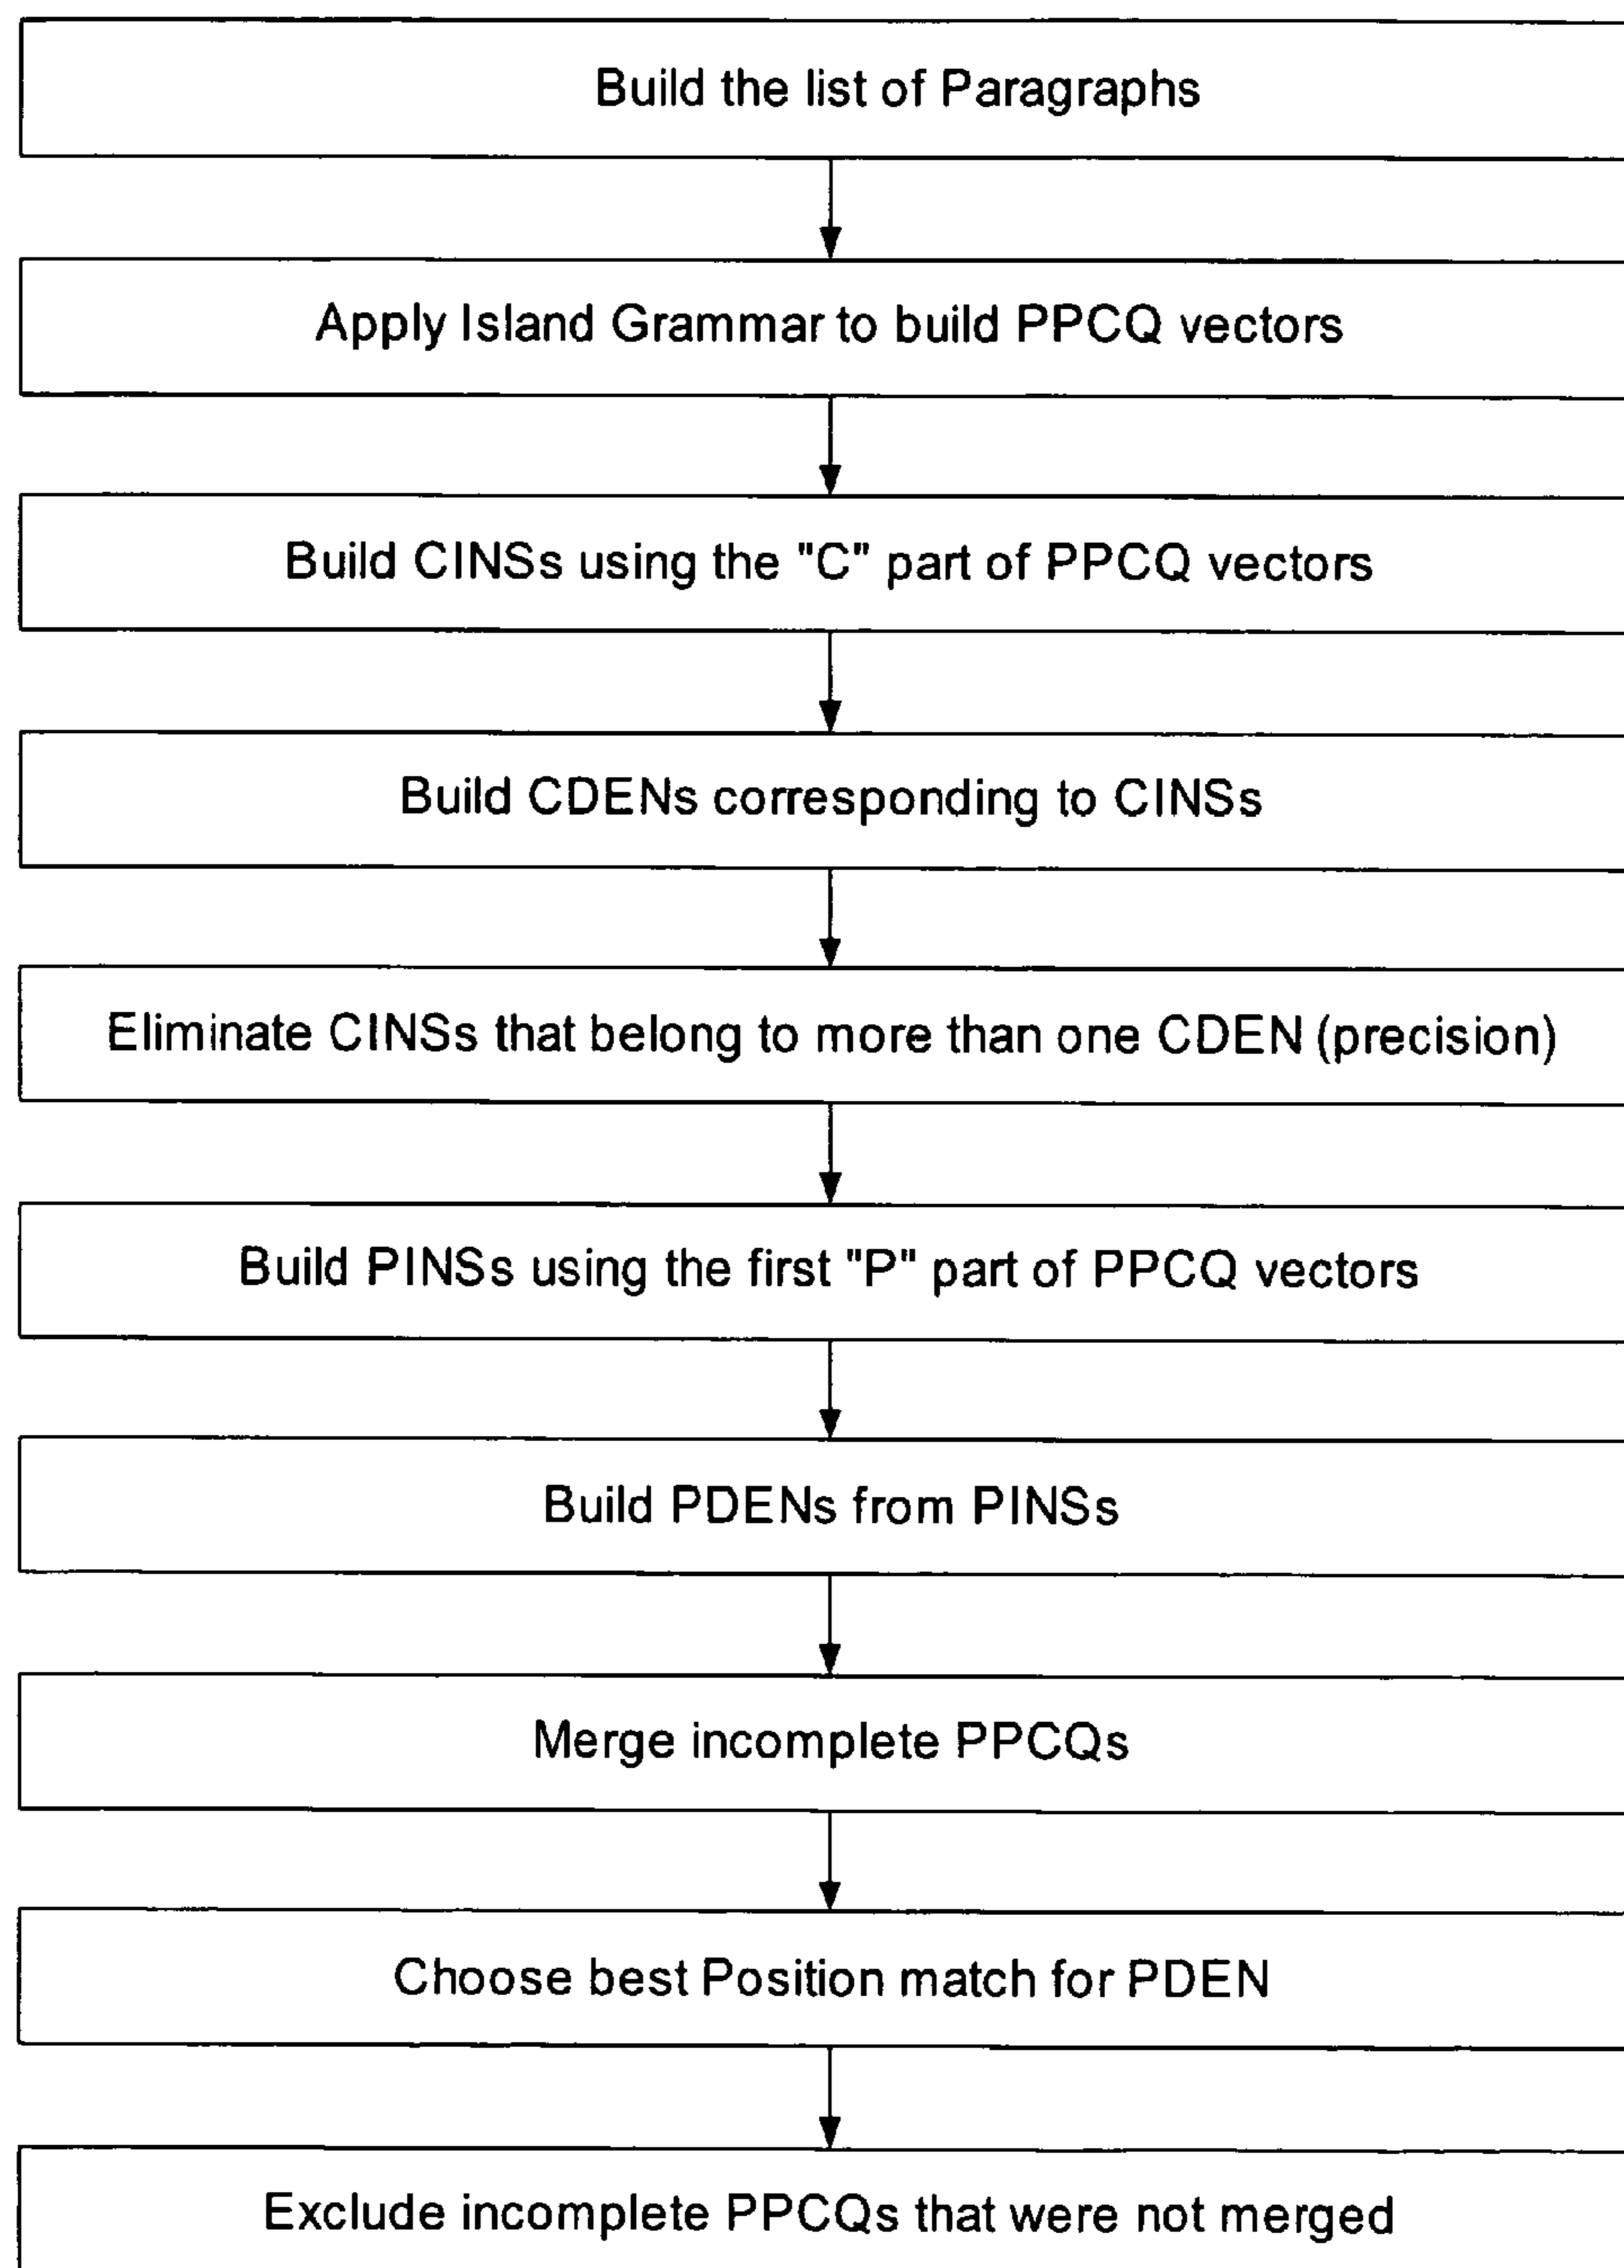 Build the list of Paragraphs
Apply Island Grammar to build PPCQ vectors
Build CINSs using the "C" part of PPCQ vectors
Build CDENs corresponding to CINSs
Eliminate CINSs that belong to more than one CDEN (precision)
Build PINSs using the first "P" part of PPCQ vectors
Build PDENs from PINSs
Merge incomplete PPCQs
Choose best Position match for PDEN
Exclude incomplete PPCQs that were not merged